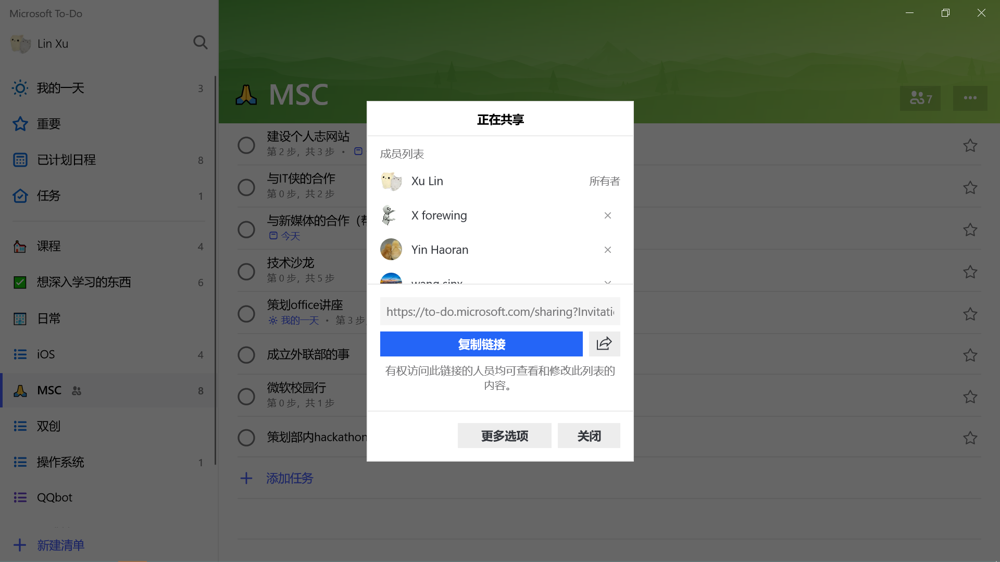 Microsoft To-Do
Lin Xu
我的一天 3
重要
已计划日程 8
任务 1
课程 4
想深入学习的东西 6
日常
iOS 4
MSC 8
双创
操作系统 1
QQbot
新建清单
MSC
7
建设个人志网站
第 2 步，共 3 步 •
与IT侠的合作
第 0 步，共 2 步
与新媒体的合作（
今天
技术沙龙
第 0 步，共 5 步
策划office讲座
我的一天 • 第 3 步
成立外联部的事
微软校园行
第 0 步，共 1 步
策划部内hackathon
添加任务
正在共享
成员列表
Xu Lin 所有者
X forewing
Yin Haoran
wang sinx
https://to-do.microsoft.com/sharing?Invitati
复制链接
有权访问此链接的人员均可查看和修改此列表的
内容。
更多选项 关闭